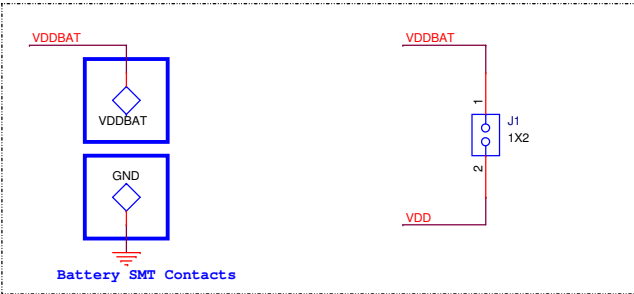 VDDBAT
VDDBAT
GND
Battery SMT Contacts
VDDBAT
1
J1
1X2
2
VDD